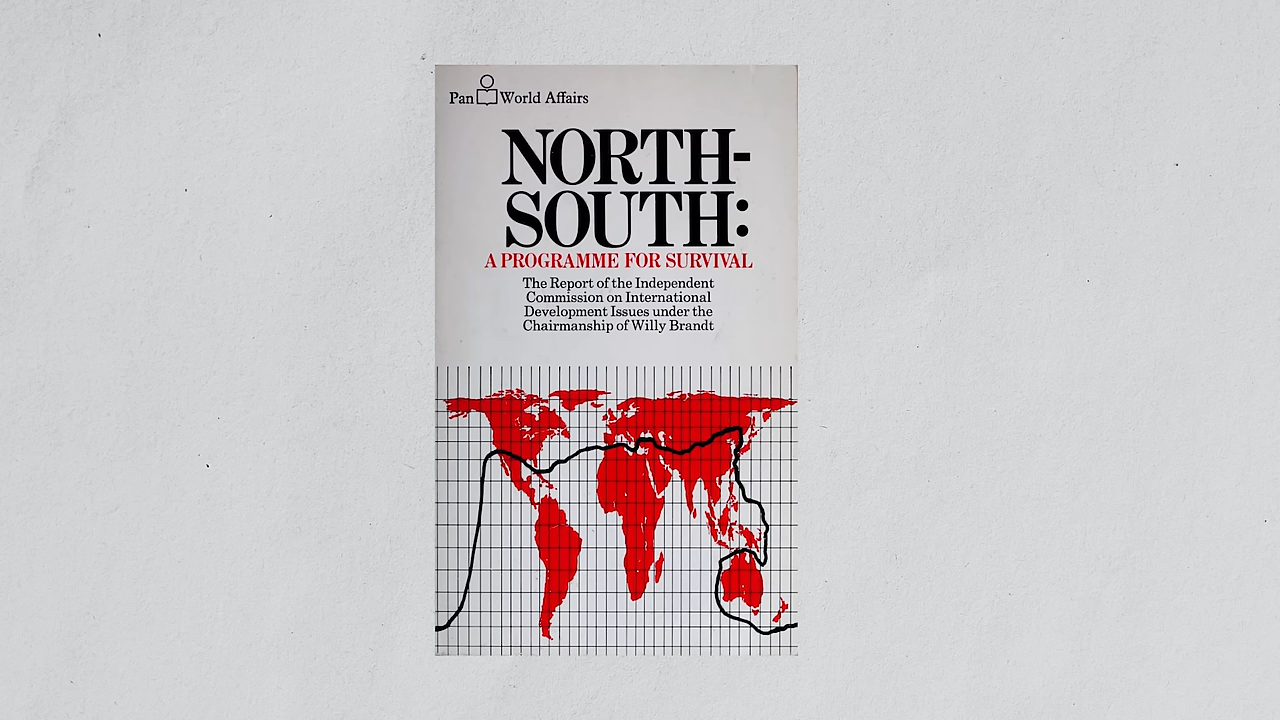 Pan World Affairs
NORTH-
SOUTH:
A PROGRAMME FOR SURVIVAL
The Report of the Independent
Commission on International
Development Issues under the
Chairmanship of Willy Brandt